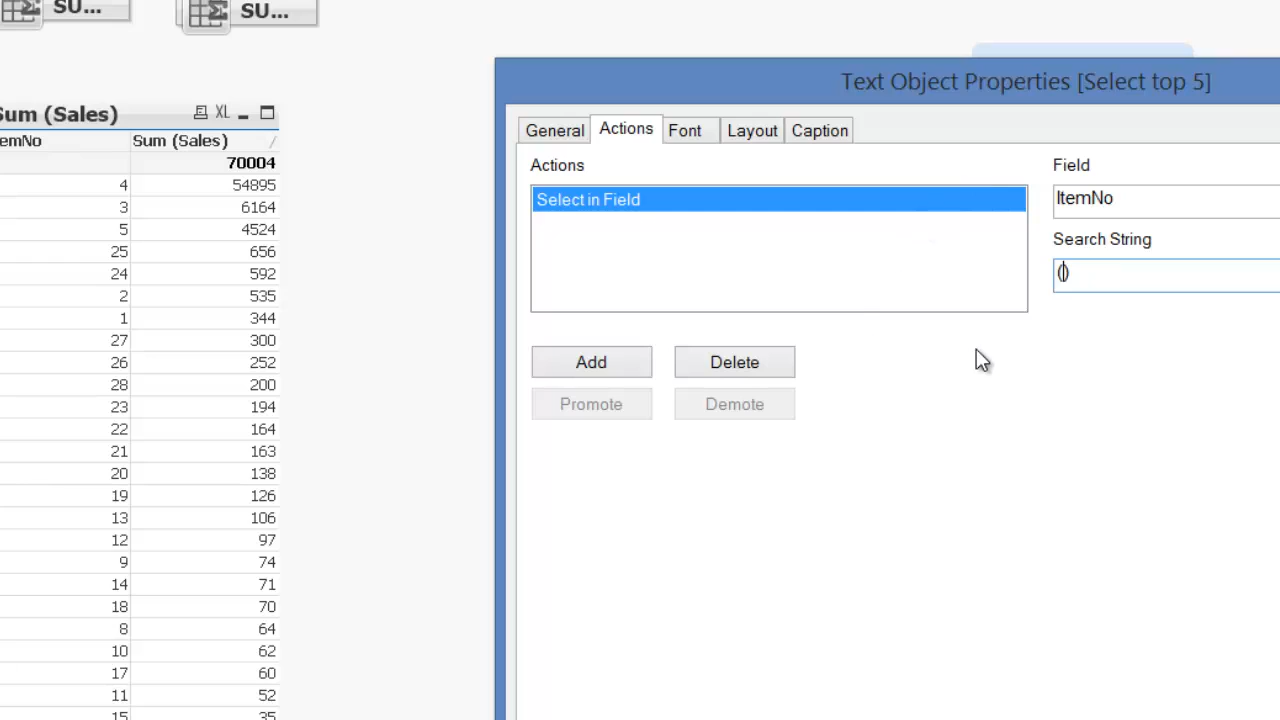 SU...
SU...
Sum (Sales)
XL
emNo Sum (Sales)
70004
4 54895
3 6164
5 4524
25 656
24 592
2 535
1 344
27 300
26 252
28 200
23 194
22 164
21 163
20 138
19 126
13 106
12 97
9 74
14 71
18 70
8 64
10 62
17 60
11 52
15 35
Text Object Properties [Select top 5]
General Actions Font Layout Caption
Actions
Select in Field
Add Delete
Promote Demote
Field
ItemNo
Search String
()